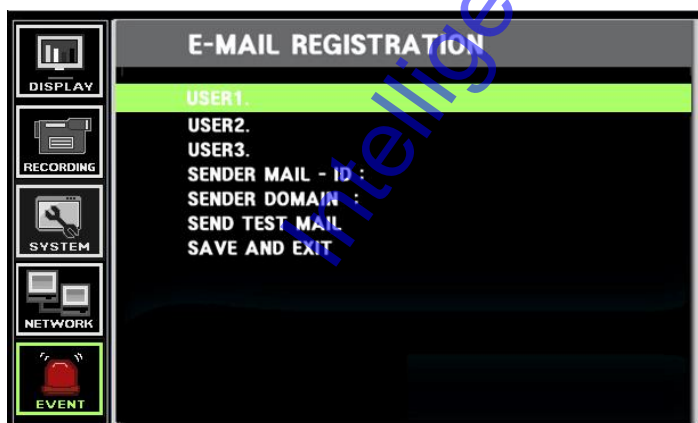 E-MAIL REGISTRATION
DISPLAY
RECORDING
SYSTEM
NETWORK
EVENT
USER1.
USER2.
USER3.
SENDER MAIL - ID :
SENDER DOMAIN :
SEND TEST MAIL
SAVE AND EXIT
Intellige